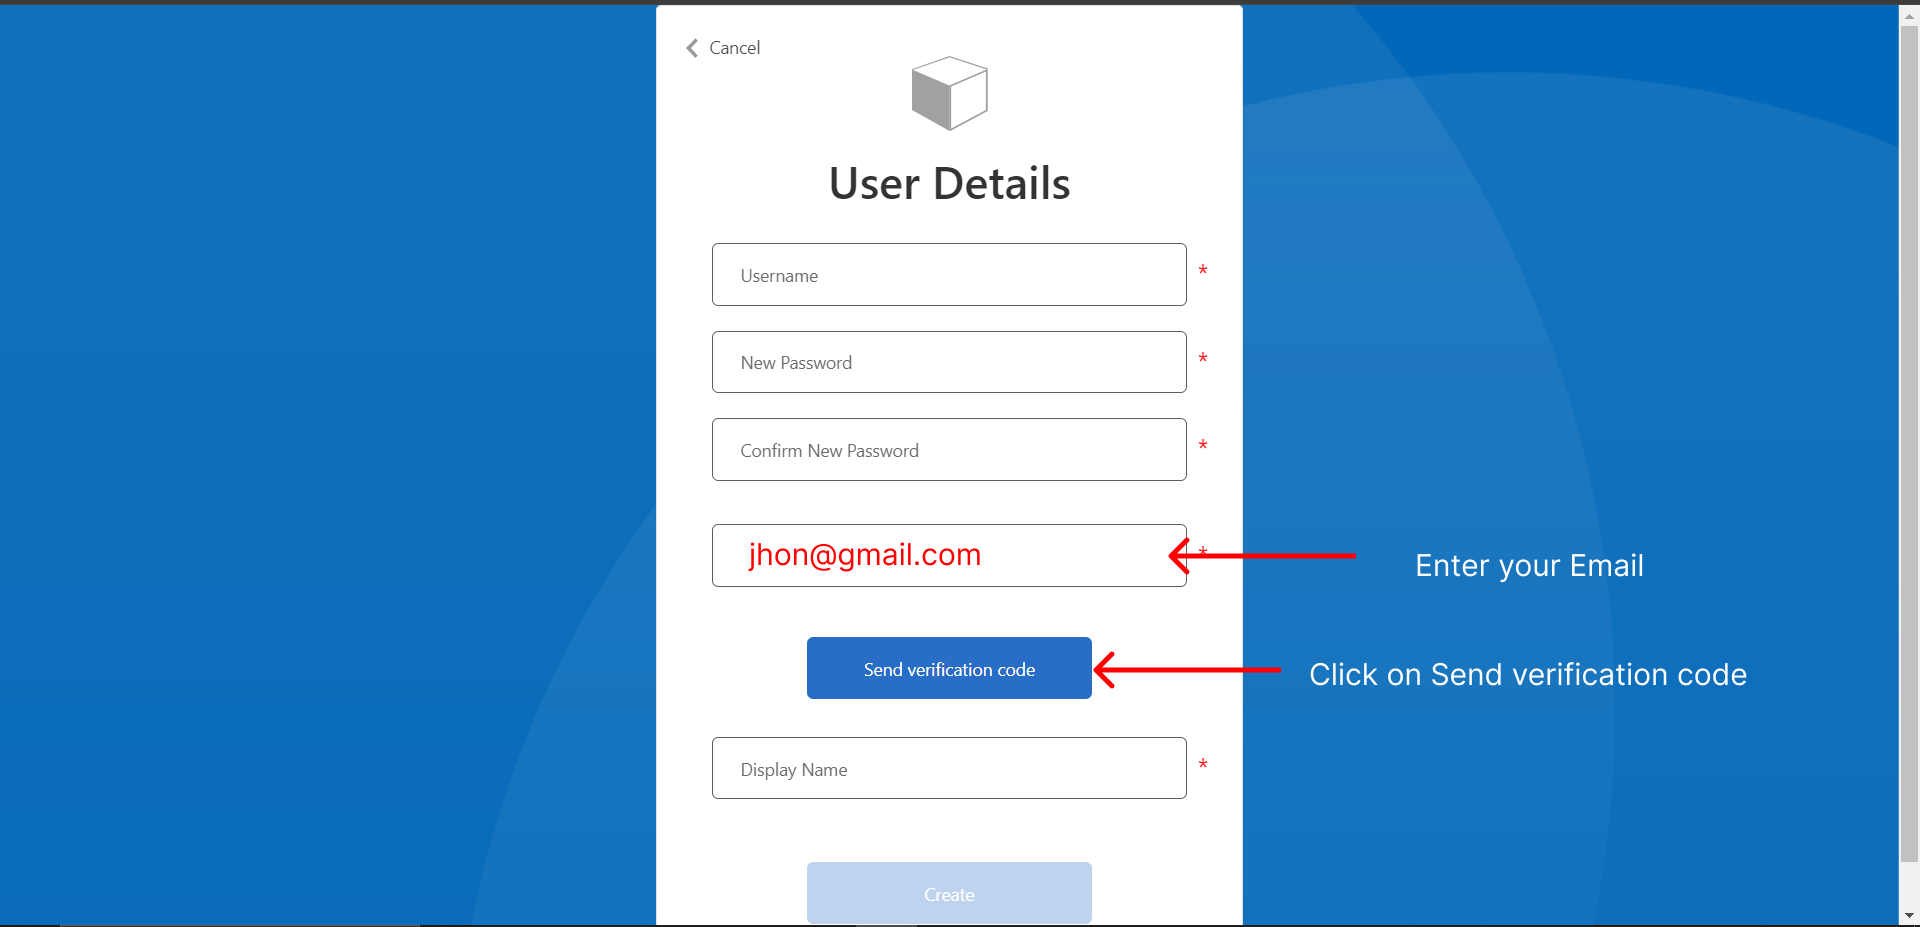 Cancel
User Details
Username *
New Password *
Confirm New Password *
jhon@gmail.com *
Enter your Email
Send verification code
Click on Send verification code
Display Name *
Create